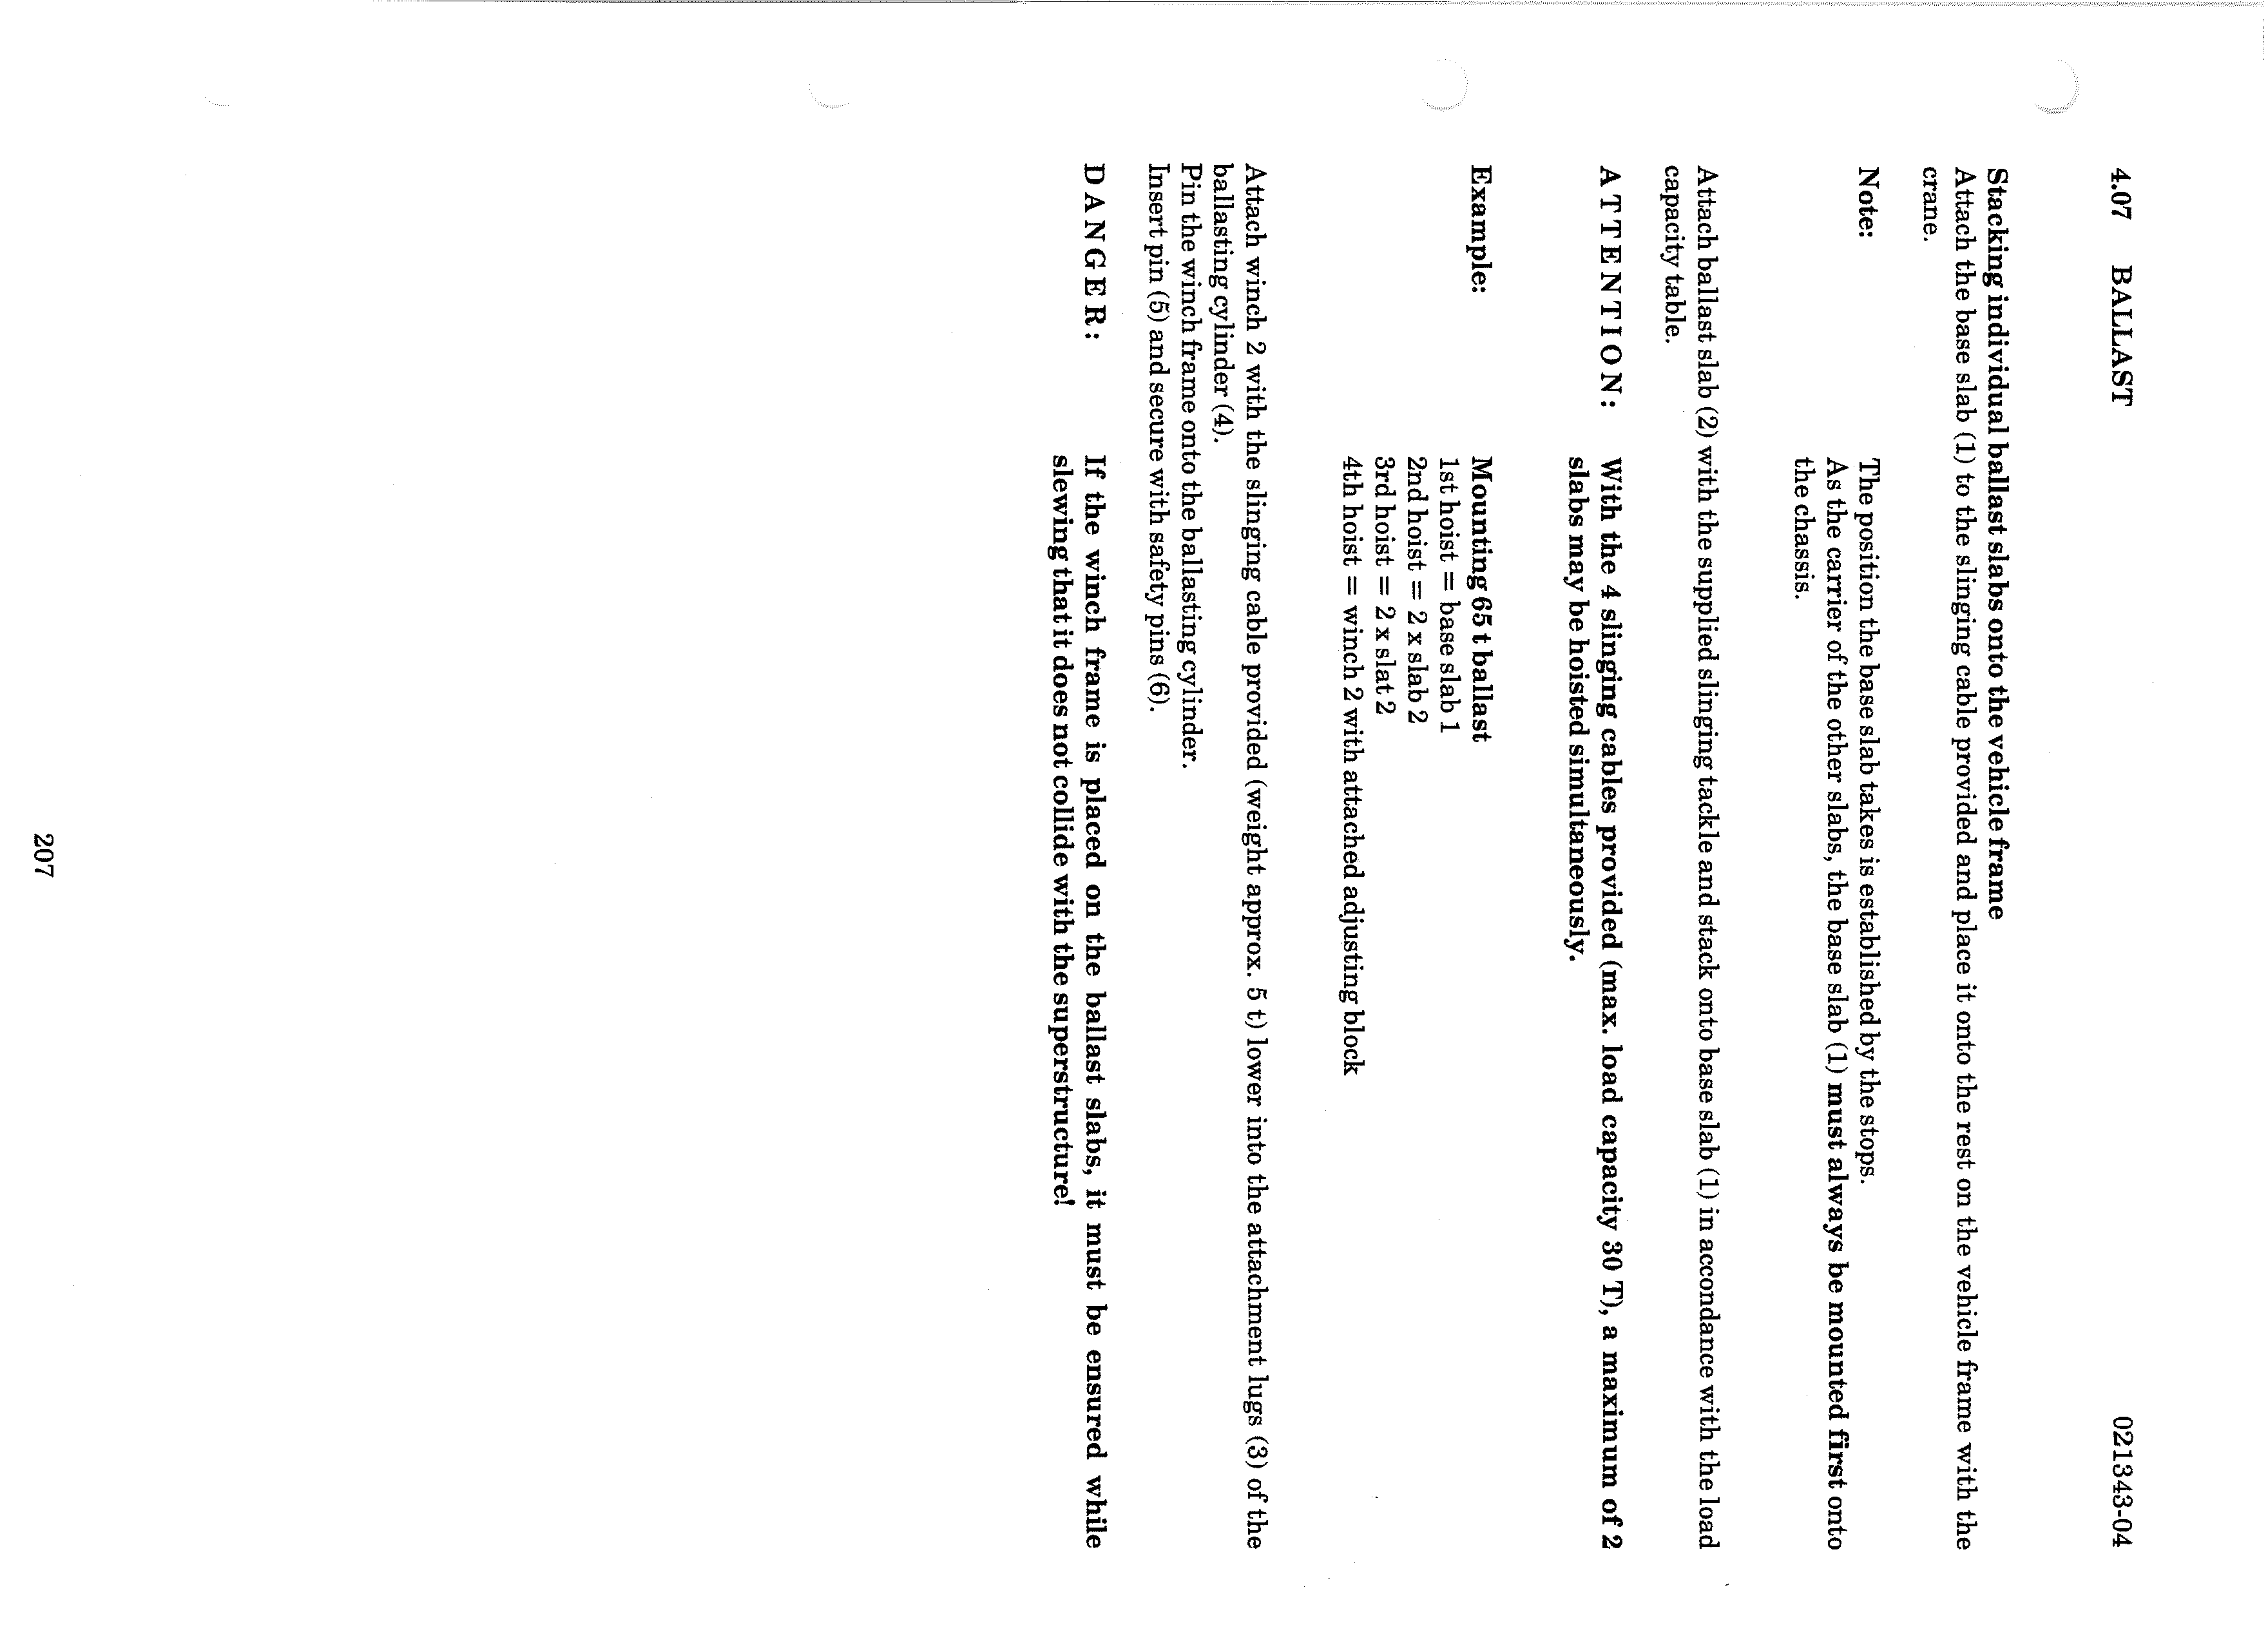 4.07 BALLAST 021343-04
Stacking individual ballast slabs onto the vehicle frame
Attach the base slab (1) to the slinging cable provided and place it onto the rest on the vehicle frame with the
crane.
Note: The position the base slab takes is established by the stops.
As the carrier of the other slabs, the base slab (1) must always be mounted first onto
the chassis.
Attach ballast slab (2) with the supplied slinging tackle and stack onto base slab (1) in accondance with the load
capacity table.
ATTENTION: With the 4 slinging cables provided (max. load capacity 30 T), a maximum of 2
slabs may be hoisted simultaneously.
Example: Mounting 65 t ballast
1st hoist = base slab 1
2nd hoist = 2 x slab 2
3rd hoist = 2 x slat 2
4th hoist = winch 2 with attached adjusting block
Attach winch 2 with the slinging cable provided (weight approx. 5 t) lower into the attachment lugs (3) of the
ballasting cylinder (4).
Pin the winch frame onto the ballasting cylinder.
Insert pin (5) and secure with safety pins (6).
DANGER: If the winch frame is placed on the ballast slabs, it must be ensured while
slewing that it does not collide with the superstructure!
207